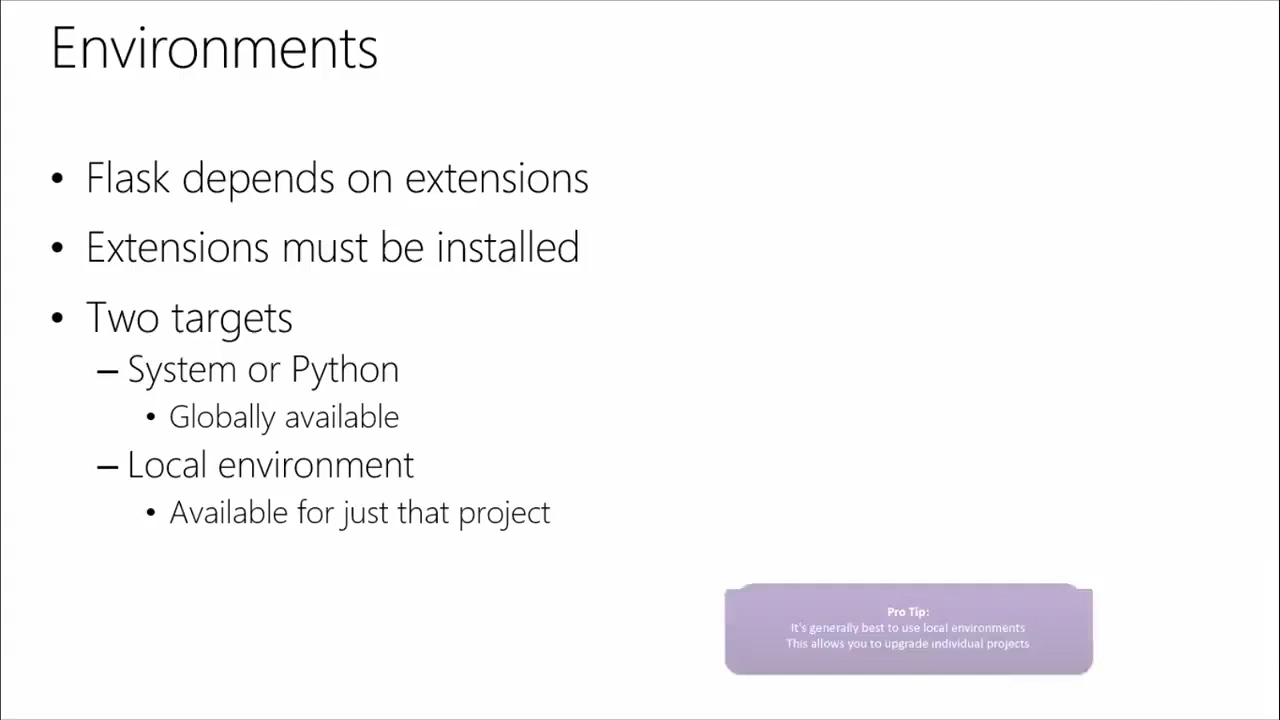 Environments
• Flask depends on extensions
• Extensions must be installed
• Two targets
– System or Python
• Globally available
– Local environment
• Available for just that project
Pro Tip:
It's generally best to use local environments
This allows you to upgrade individual projects